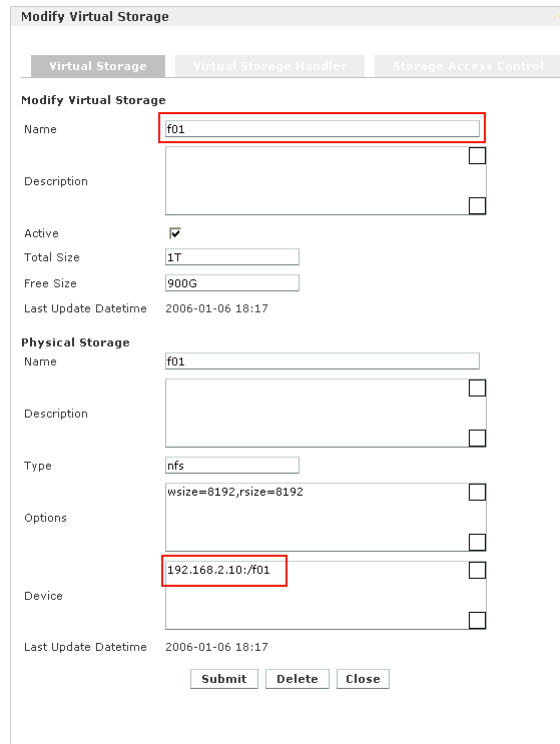 Modify Virtual Storage
Virtual Storage Virtual Storage Handler Storage Access Control
Modify Virtual Storage
Name f01
Description
Active
Total Size 1T
Free Size 900G
Last Update Datetime 2006-01-06 18:17
Physical Storage
Name f01
Description
Type nfs
Options wsize=8192,rsize=8192
Device 192.168.2.10:/f01
Last Update Datetime 2006-01-06 18:17
Submit Delete Close